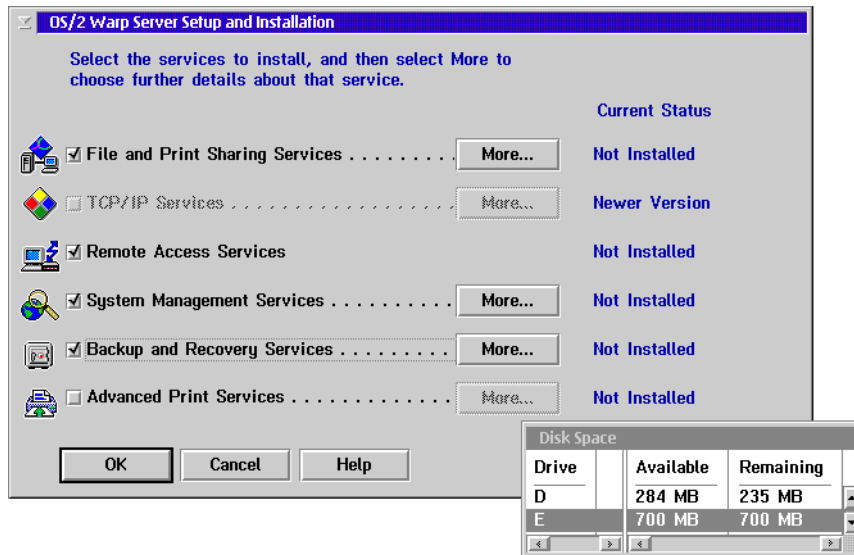 OS/2 Warp Server Setup and Installation
Select the services to install, and then select More to
choose further details about that service.
Current Status
File and Print Sharing Services . . . . . . . . . More... Not Installed
TCP/IP Services . . . . . . . . . . . . . . . . . . . More... Newer Version
Remote Access Services Not Installed
System Management Services . . . . . . . . . . More... Not Installed
Backup and Recovery Services . . . . . . . . . More... Not Installed
Advanced Print Services . . . . . . . . . . . . . More... Not Installed
OK Cancel Help
Disk Space
Drive Available Remaining
D 284 MB 235 MB
E 700 MB 700 MB